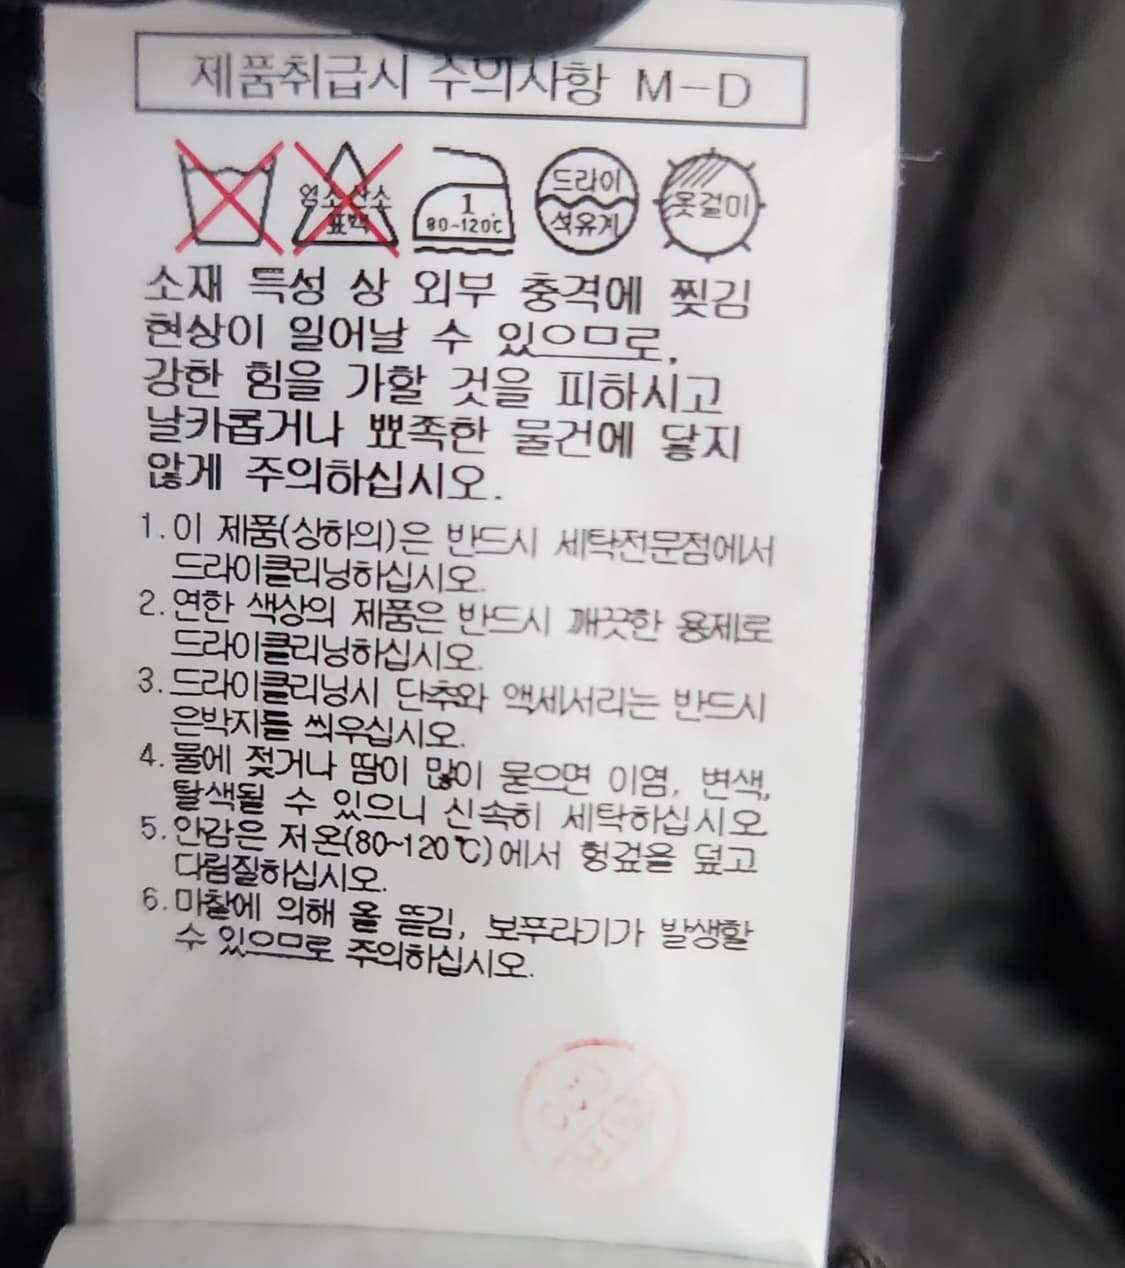 제품취급시 주의사항 M-D
염소산소
표백
1
80~120℃
드라이
석유계
옷걸이
소재 특성 상 외부 충격에 찢김
현상이 일어날 수 있으므로,
강한 힘을 가할 것을 피하시고
날카롭거나 뾰족한 물건에 닿지
않게 주의하십시오.
1.이 제품(상하의)은 반드시 세탁전문점에서
드라이클리닝하십시오.
2.연한 색상의 제품은 반드시 깨끗한 용제로
드라이클리닝하십시오.
3.드라이클리닝시 단추와 액세서리는 반드시
은박지를 씌우십시오.
4.물에 젖거나 땀이 많이 묻으면 이염, 변색,
탈색될 수 있으니 신속히 세탁하십시오
5.안감은 저온(80~120℃)에서 헝겊을 덮고
다림질하십시오.
6.마찰에 의해 올 뜯김, 보푸라기가 발생할
수 있으므로 주의하십시오.